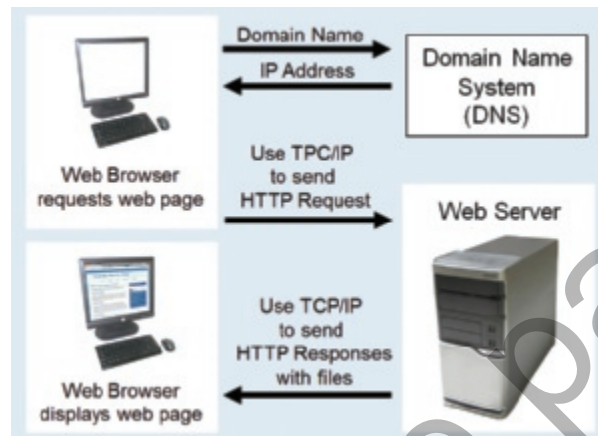 Domain Name
IP Address
Domain Name
System
(DNS)
Web Browser
requests web page
Use TPC/IP
to send
HTTP Request
Web Server
Use TCP/IP
to send
HTTP Responses
with files
Web Browser
displays web page